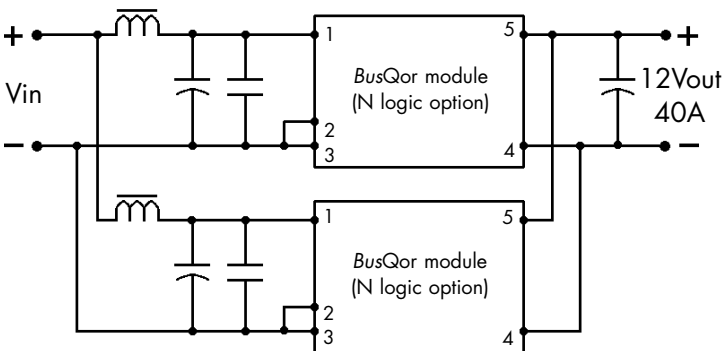 +
1
5
+
Vin
BusQor module
(N logic option)
12Vout
40A
2
−
3
4
−
1
5
BusQor module
(N logic option)
2
3
4